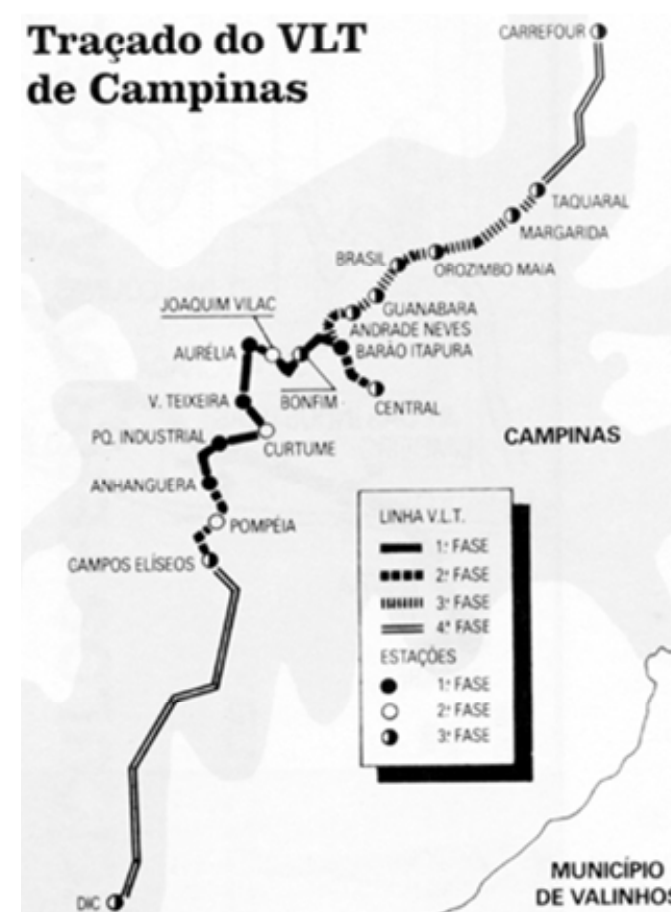 Traçado do VLT
de Campinas
CARREFOUR
TAQUARAL
MARGARIDA
BRASIL
OROZIMBO MAIA
GUANABARA
JOAQUIM VILAC
ANDRADE NEVES
AURÉLIA
BARÃO ITAPURA
V. TEIXEIRA
BONFIM
CENTRAL
CAMPINAS
PQ. INDUSTRIAL
CURTUME
ANHANGUERA
POMPÉIA
CAMPOS ELÍSEOS
LINHA V.L.T.
1ª FASE
2ª FASE
3ª FASE
4ª FASE
ESTAÇÕES
1ª FASE
2ª FASE
3ª FASE
MUNICÍPIO
DE VALINHOS
DIC